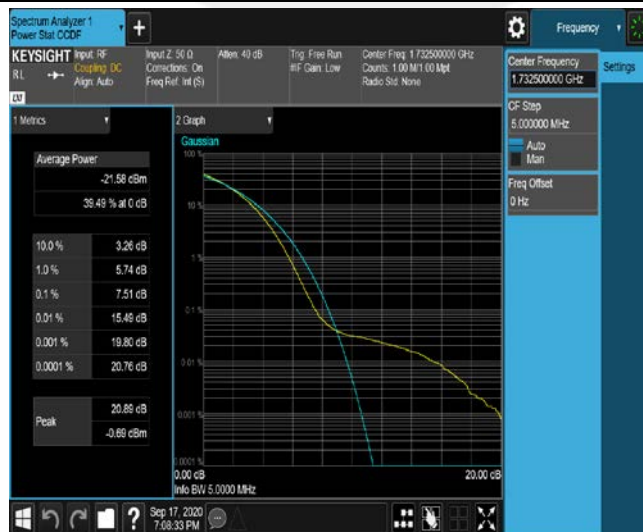 Spectrum Analyzer 1
Power Stat CCDF
+
Frequency
KEYSIGHT
RL
LXI
Input: RF
Coupling: DC
Align: Auto
Input Z: 50 Ω
Corrections: On
Freq Ref: Int (S)
Atten: 40 dB
Trig: Free Run
#IF Gain: Low
Center Freq: 1.732500000 GHz
Counts: 1.00 M/1.00 Mpt
Radio Std: None
Center Frequency
1.732500000 GHz
Settings
CF Step
5.000000 MHz
Auto
Man
Freq Offset
0 Hz
1 Metrics
Average Power
-21.58 dBm
39.49 % at 0 dB
10.0 % 3.26 dB
1.0 % 5.74 dB
0.1 % 7.51 dB
0.01 % 15.49 dB
0.001 % 19.80 dB
0.0001 % 20.76 dB
Peak
20.89 dB
-0.69 dBm
2 Graph
Gaussian
100 %
10 %
1 %
0.1 %
0.01 %
0.001 %
0.0001 %
0.00 dB 20.00 dB
Info BW 5.0000 MHz
?
Sep 17, 2020
7:08:33 PM